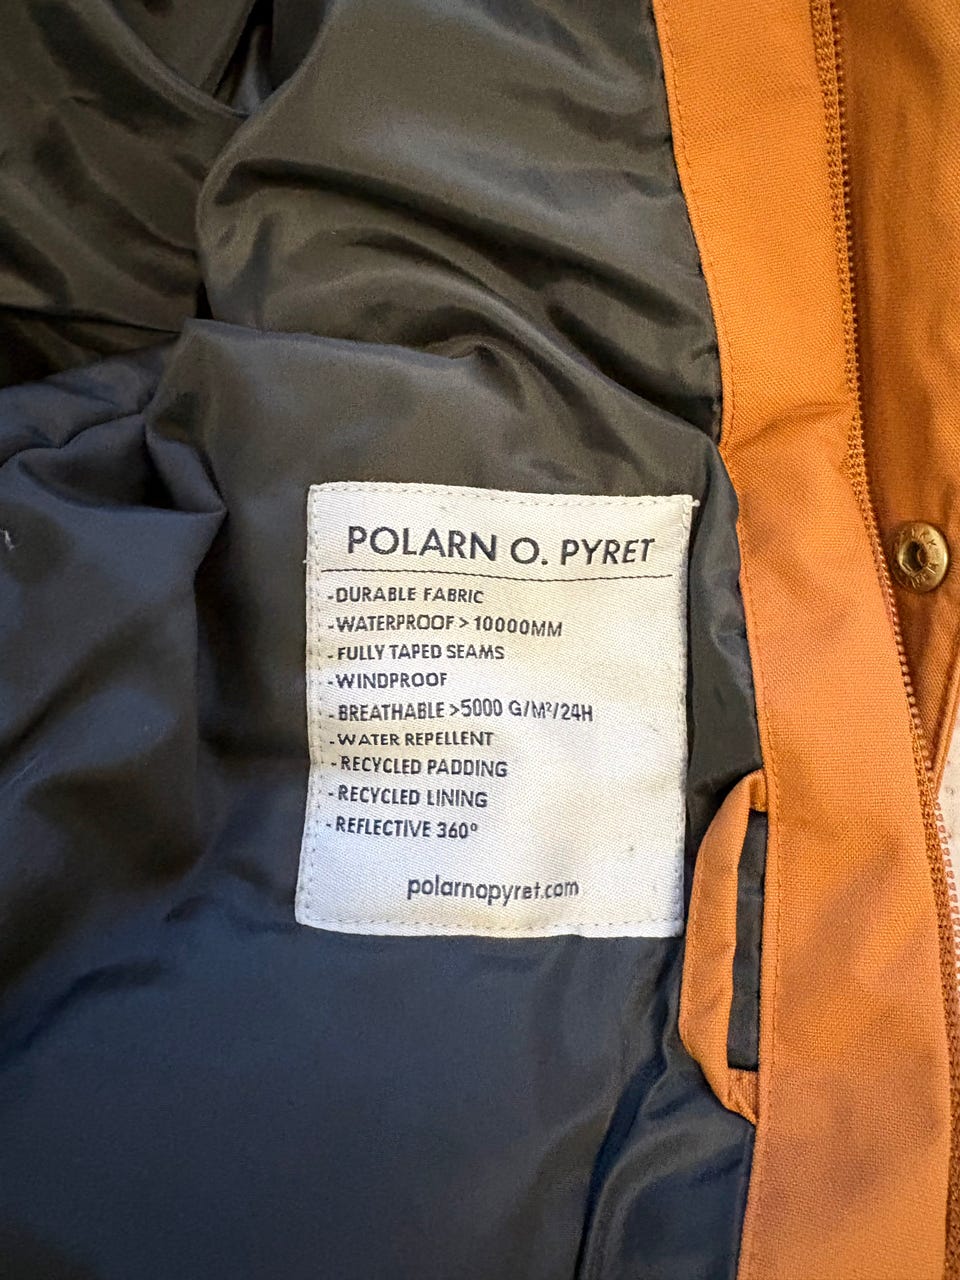 POLARN O. PYRET
-DURABLE FABRIC
-WATERPROOF > 10000MM
-FULLY TAPED SEAMS
-WINDPROOF
-BREATHABLE >5000 G/M²/24H
-WATER REPELLENT
-RECYCLED PADDING
-RECYCLED LINING
-REFLECTIVE 360°
polarnopyret.com